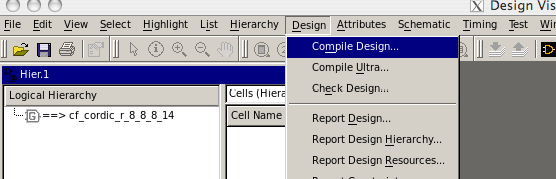 Design Vis
File Edit View Select Highlight List Hierarchy Design Attributes Schematic Timing Test Win
Compile Design...
Hier.1
Compile Ultra...
Logical Hierarchy
Cells (Hiera
Check Design...
==> cf_cordic_r_8_8_8_14
Cell Name
Report Design...
Report Design Hierarchy...
Report Design Resources...